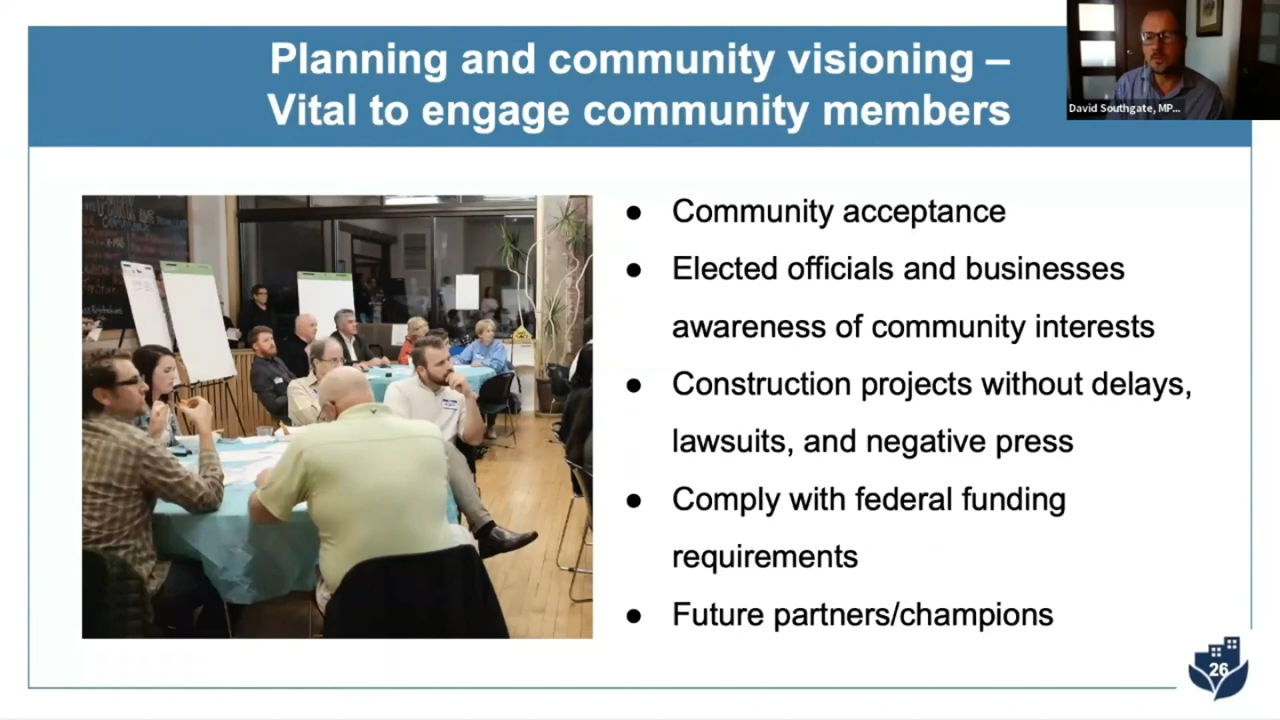 Planning and community visioning –
Vital to engage community members
David Southgate, MP...
● Community acceptance
● Elected officials and businesses
awareness of community interests
● Construction projects without delays,
lawsuits, and negative press
● Comply with federal funding
requirements
● Future partners/champions
26